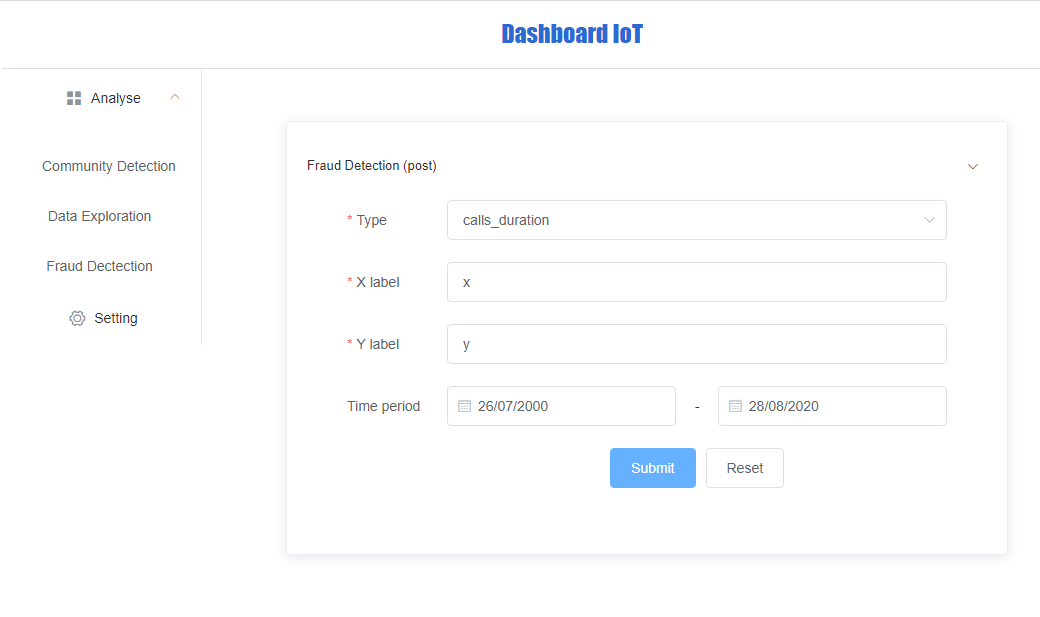 Dashboard IoT
Analyse
Community Detection
Data Exploration
Fraud Dectection
Setting
Fraud Detection (post)
* Type
calls_duration
* X label
x
* Y label
y
Time period
26/07/2000 - 28/08/2020
Submit Reset